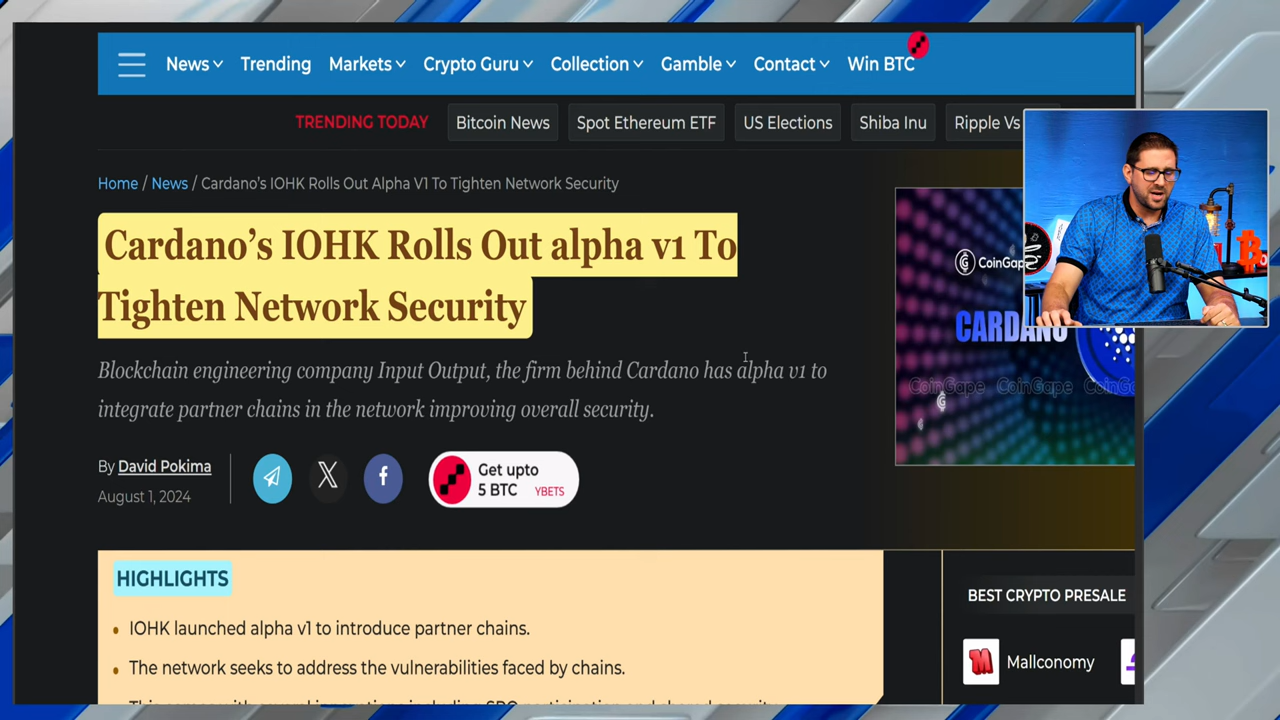 News Trending Markets Crypto Guru Collection Gamble Contact Win BTC
TRENDING TODAY Bitcoin News Spot Ethereum ETF US Elections Shiba Inu Ripple Vs
Home / News / Cardano's IOHK Rolls Out Alpha V1 To Tighten Network Security
Cardano’s IOHK Rolls Out alpha v1 To
Tighten Network Security
Blockchain engineering company Input Output, the firm behind Cardano has alpha v1 to
integrate partner chains in the network improving overall security.
By David Pokima
August 1, 2024
Get upto
5 BTC YBETS
CoinGape
CARDANO
CoinGape CoinGape CoinGa
HIGHLIGHTS
IOHK launched alpha v1 to introduce partner chains.
The network seeks to address the vulnerabilities faced by chains.
BEST CRYPTO PRESALE
Mallconomy